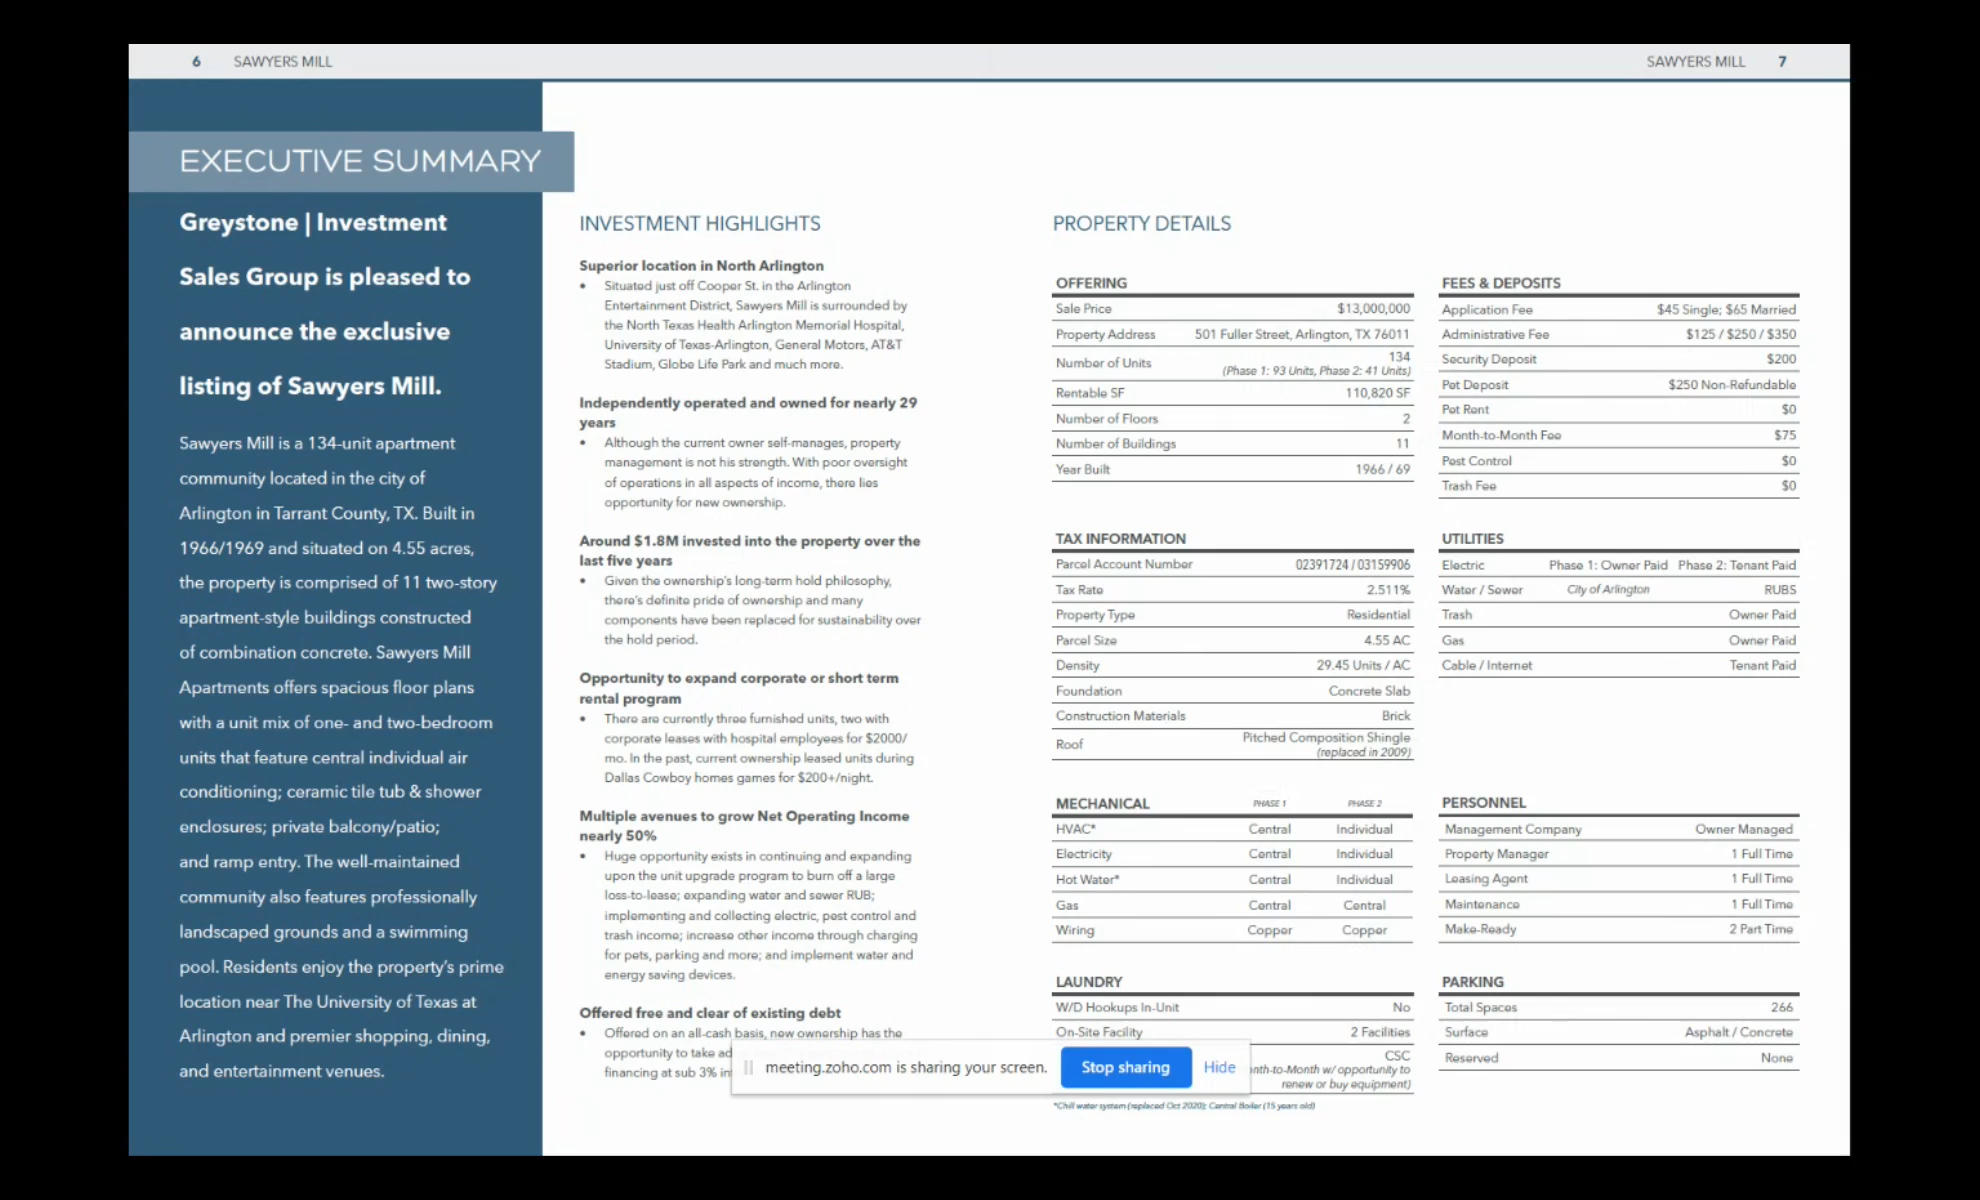 6 SAWYERS MILL
SAWYERS MILL 7
EXECUTIVE SUMMARY
Greystone | Investment
Sales Group is pleased to
announce the exclusive
listing of Sawyers Mill.
Sawyers Mill is a 134-unit apartment
community located in the city of
Arlington in Tarrant County, TX. Built in
1966/1969 and situated on 4.55 acres,
the property is comprised of 11 two-story
apartment-style buildings constructed
of combination concrete. Sawyers Mill
Apartments offers spacious floor plans
with a unit mix of one- and two-bedroom
units that feature central individual air
conditioning; ceramic tile tub & shower
enclosures; private balcony/patio;
and ramp entry. The well-maintained
community also features professionally
landscaped grounds and a swimming
pool. Residents enjoy the property's prime
location near The University of Texas at
Arlington and premier shopping, dining,
and entertainment venues.
INVESTMENT HIGHLIGHTS
Superior location in North Arlington
• Situated just off Cooper St. in the Arlington
Entertainment District, Sawyers Mill is surrounded by
the North Texas Health Arlington Memorial Hospital,
University of Texas-Arlington, General Motors, AT&T
Stadium, Globe Life Park and much more.
Independently operated and owned for nearly 29
years
• Although the current owner self-manages, property
management is not his strength. With poor oversight
of operations in all aspects of income, there lies
opportunity for new ownership.
Around $1.8M invested into the property over the
last five years
• Given the ownership's long-term hold philosophy,
there's definite pride of ownership and many
components have been replaced for sustainability over
the hold period.
Opportunity to expand corporate or short term
rental program
• There are currently three furnished units, two with
corporate leases with hospital employees for $2000/
mo. In the past, current ownership leased units during
Dallas Cowboy homes games for $200+/night.
Multiple avenues to grow Net Operating Income
nearly 50%
• Huge opportunity exists in continuing and expanding
upon the unit upgrade program to burn off a large
loss-to-lease; expanding water and sewer RUB;
implementing and collecting electric, pest control and
trash income; increase other income through charging
for pets, parking and more; and implement water and
energy saving devices.
Offered free and clear of existing debt
• Offered on an all-cash basis, new ownership has the
opportunity to take ad
financing at sub 3% in
PROPERTY DETAILS
OFFERING
Sale Price $13,000,000
Property Address 501 Fuller Street, Arlington, TX 76011
Number of Units 134
(Phase 1: 93 Units, Phase 2: 41 Units)
Rentable SF 110,820 SF
Number of Floors 2
Number of Buildings 11
Year Built 1966 / 69
TAX INFORMATION
Parcel Account Number 02391724 / 03159906
Tax Rate 2.511%
Property Type Residential
Parcel Size 4.55 AC
Density 29.45 Units / AC
Foundation Concrete Slab
Construction Materials Brick
Roof Pitched Composition Shingle
(replaced in 2009)
MECHANICAL PHASE 1 PHASE 2
HVAC* Central Individual
Electricity Central Individual
Hot Water* Central Individual
Gas Central Central
Wiring Copper Copper
LAUNDRY
W/D Hookups In-Unit No
On-Site Facility 2 Facilities
CSC
nth-to-Month w/ opportunity to
renew or buy equipment)
*Chill water system (replaced Oct 2020); Central Boiler (15 years old)
FEES & DEPOSITS
Application Fee $45 Single; $65 Married
Administrative Fee $125 / $250 / $350
Security Deposit $200
Pet Deposit $250 Non-Refundable
Pet Rent $0
Month-to-Month Fee $75
Pest Control $0
Trash Fee $0
UTILITIES
Electric Phase 1: Owner Paid Phase 2: Tenant Paid
Water / Sewer City of Arlington RUBS
Trash Owner Paid
Gas Owner Paid
Cable / Internet Tenant Paid
PERSONNEL
Management Company Owner Managed
Property Manager 1 Full Time
Leasing Agent 1 Full Time
Maintenance 1 Full Time
Make-Ready 2 Part Time
PARKING
Total Spaces 266
Surface Asphalt / Concrete
Reserved None
meeting.zoho.com is sharing your screen. Stop sharing Hide